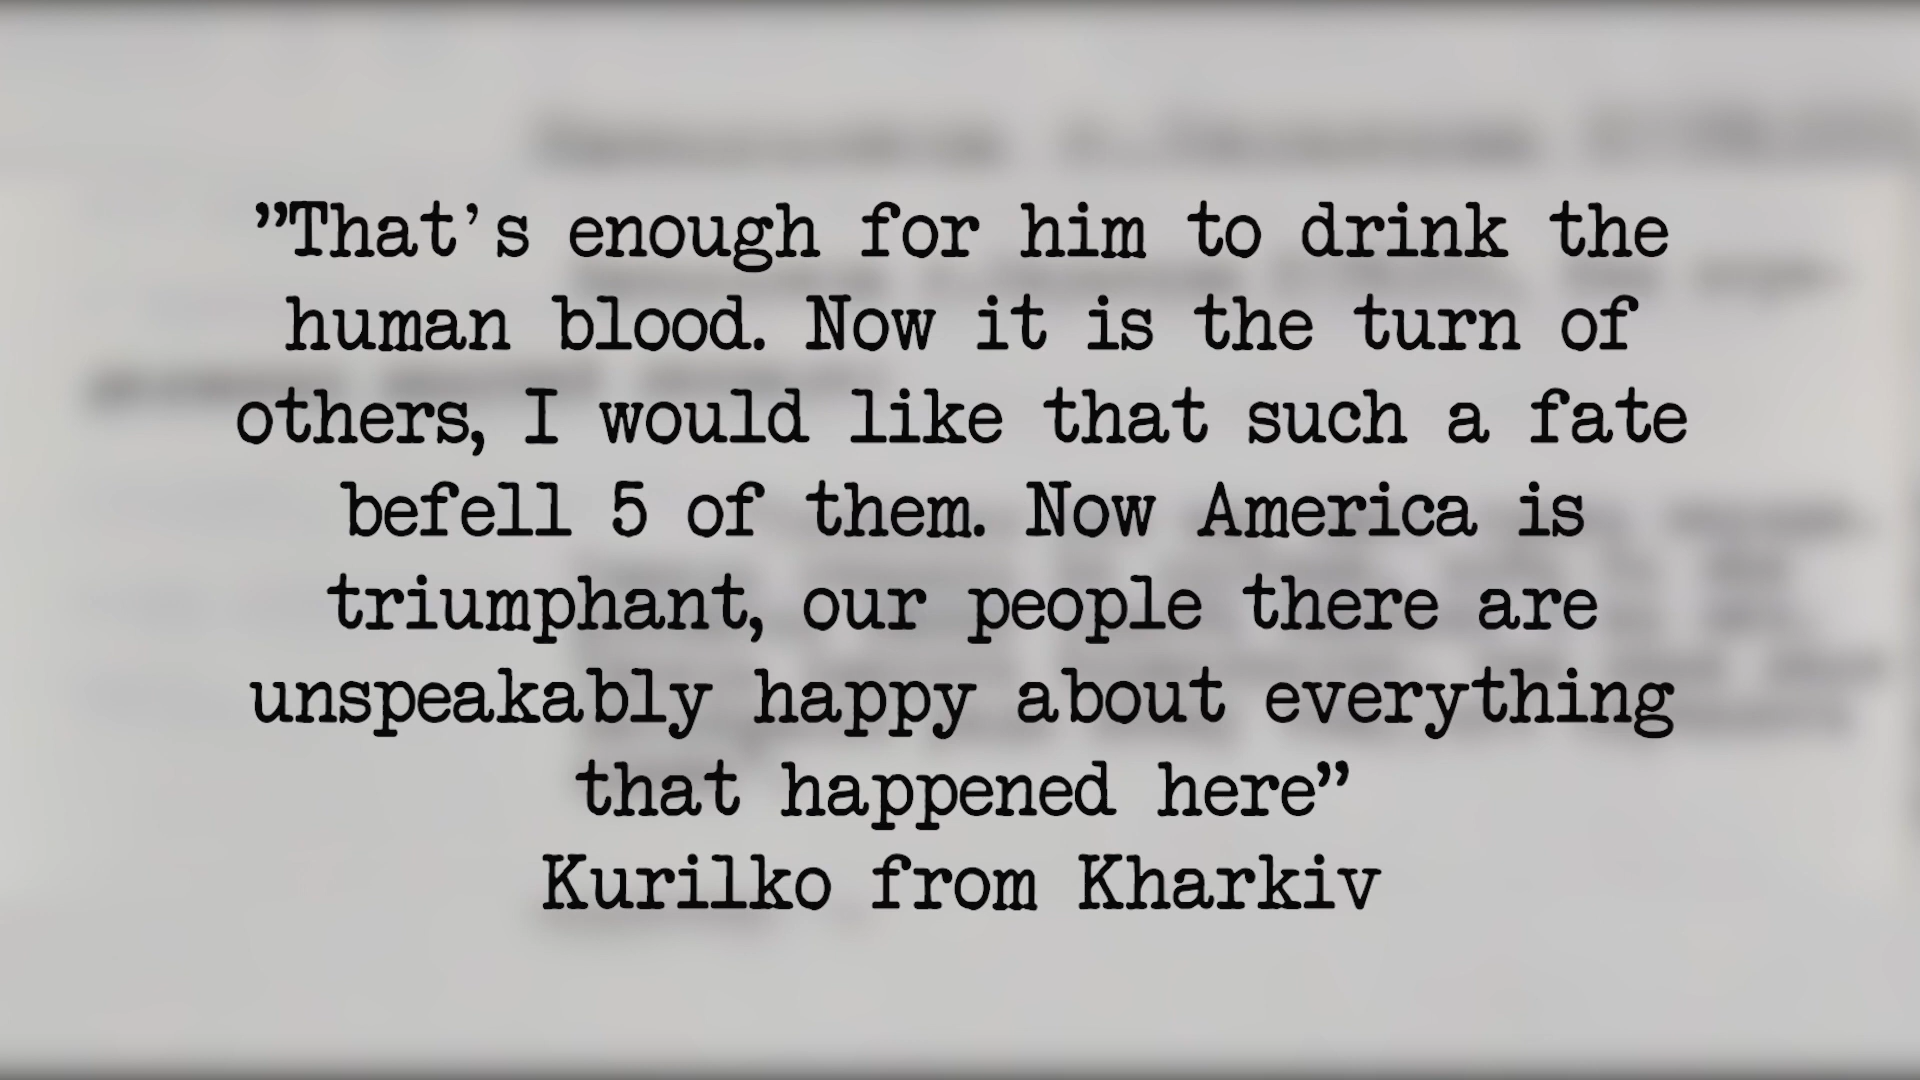 ”That's enough for him to drink the
human blood. Now it is the turn of
others, I would like that such a fate
befell 5 of them. Now America is
triumphant, our people there are
unspeakably happy about everything
that happened here”
Kurilko from Kharkiv